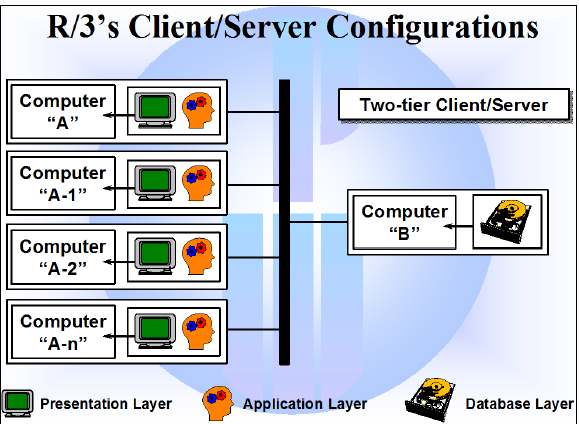 R/3's Client/Server Configurations
Computer
"A"
Two-tier Client/Server
Computer
"A-1"
Computer
"B"
Computer
"A-2"
Computer
"A-n"
Presentation Layer
Application Layer
Database Layer